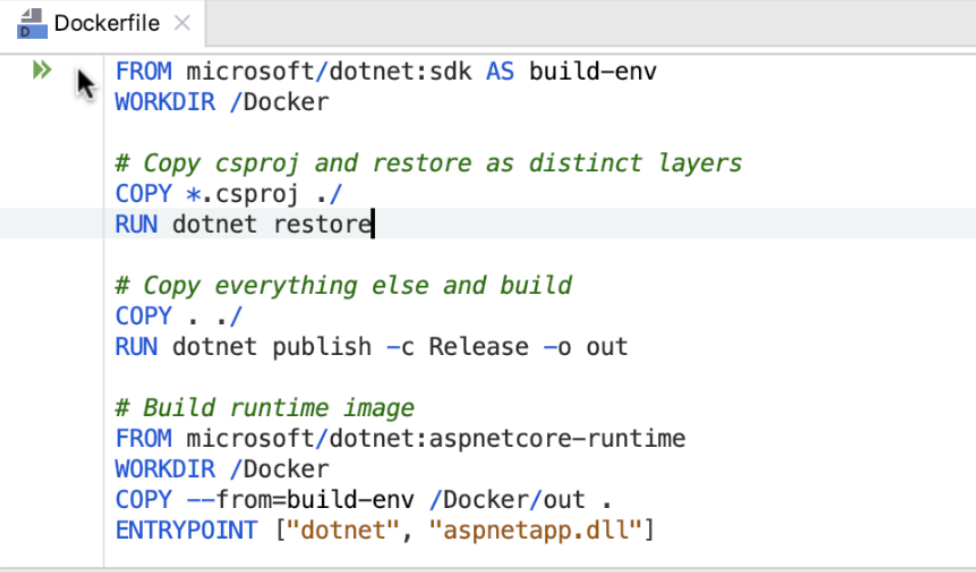 Dockerfile
FROM microsoft/dotnet:sdk AS build-env
WORKDIR /Docker
# Copy csproj and restore as distinct layers
COPY *.csproj ./
RUN dotnet restore
# Copy everything else and build
COPY . ./
RUN dotnet publish -c Release -o out
# Build runtime image
FROM microsoft/dotnet:aspnetcore-runtime
WORKDIR /Docker
COPY --from=build-env /Docker/out .
ENTRYPOINT ["dotnet", "aspnetapp.dll"]